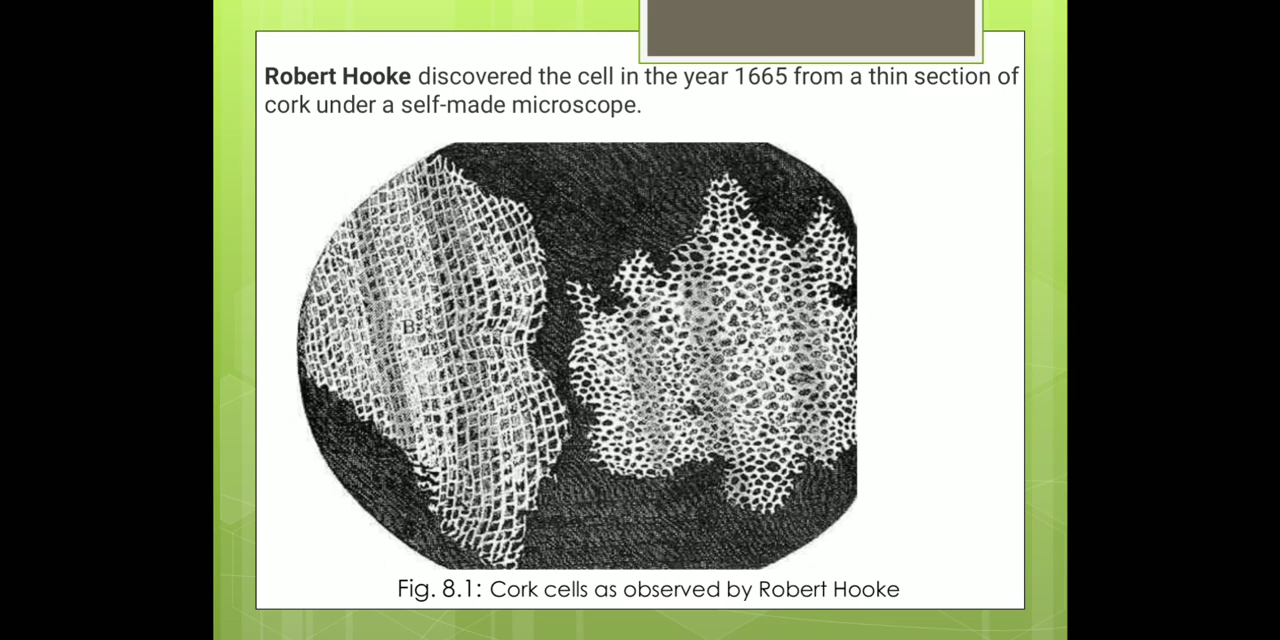 Robert Hooke discovered the cell in the year 1665 from a thin section of
cork under a self-made microscope.
B:
Fig. 8.1: Cork cells as observed by Robert Hooke